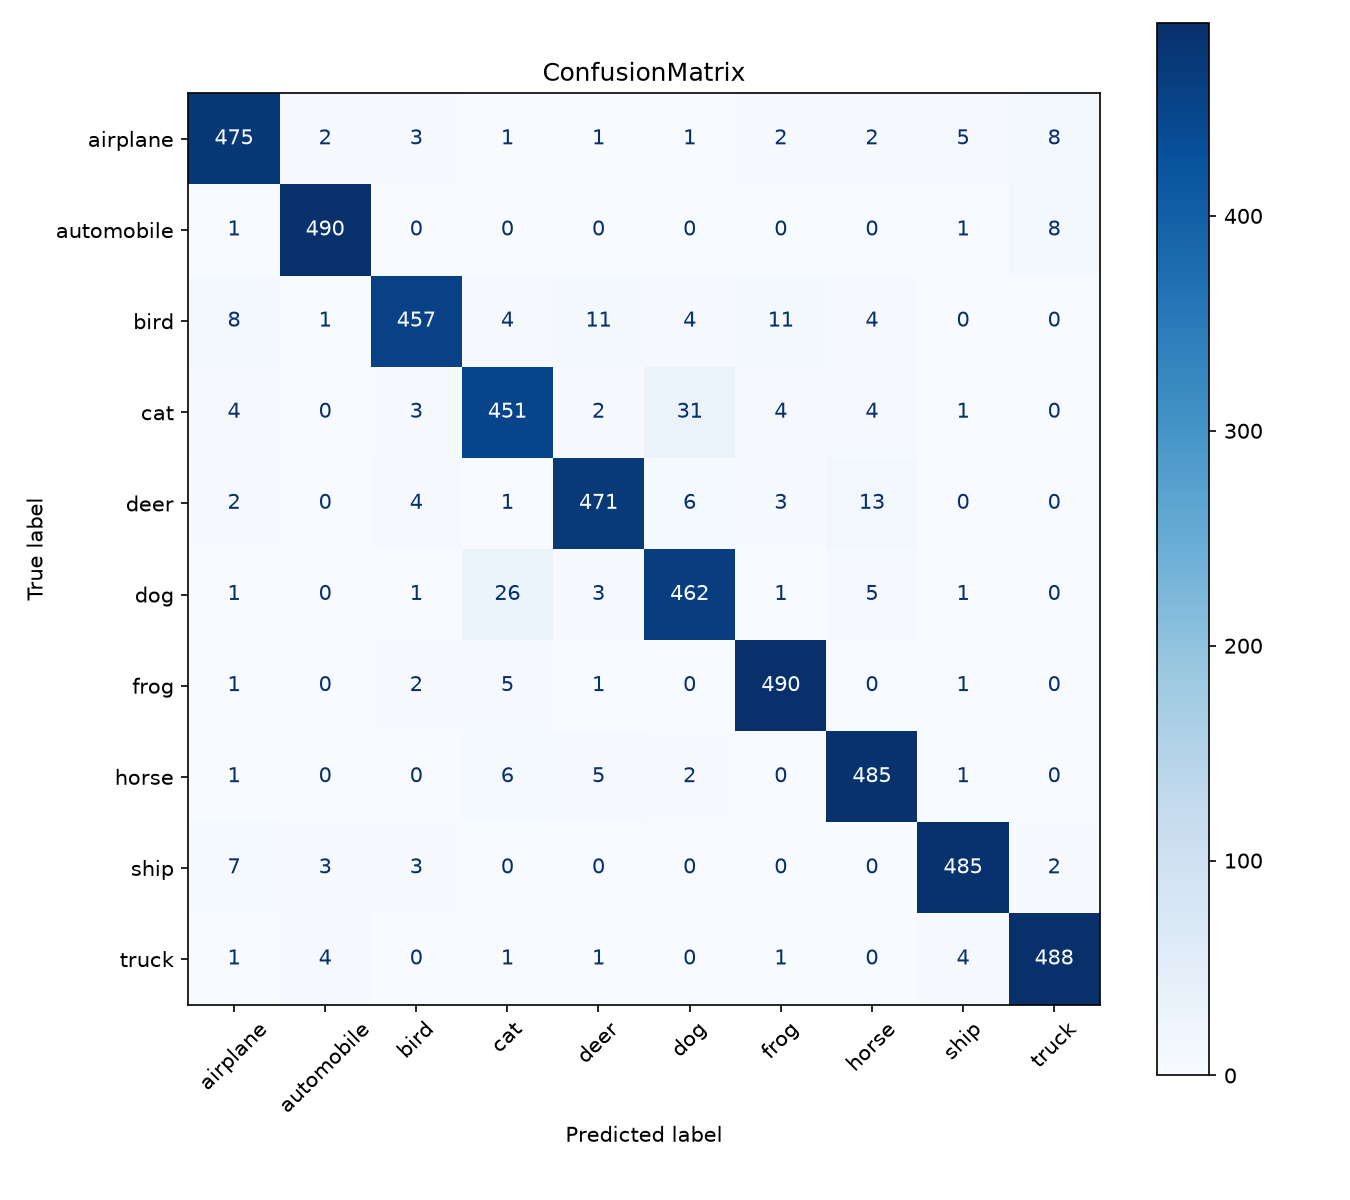 ConfusionMatrix
airplane 475 2 3 1 1 1 2 2 5 8
automobile 1 490 0 0 0 0 0 0 1 8
bird 8 1 457 4 11 4 11 4 0 0
cat 4 0 3 451 2 31 4 4 1 0
deer 2 0 4 1 471 6 3 13 0 0
dog 1 0 1 26 3 462 1 5 1 0
frog 1 0 2 5 1 0 490 0 1 0
horse 1 0 0 6 5 2 0 485 1 0
ship 7 3 3 0 0 0 0 0 485 2
truck 1 4 0 1 1 0 1 0 4 488
airplane automobile bird cat deer dog frog horse ship truck
Predicted label
True label
400
300
200
100
0